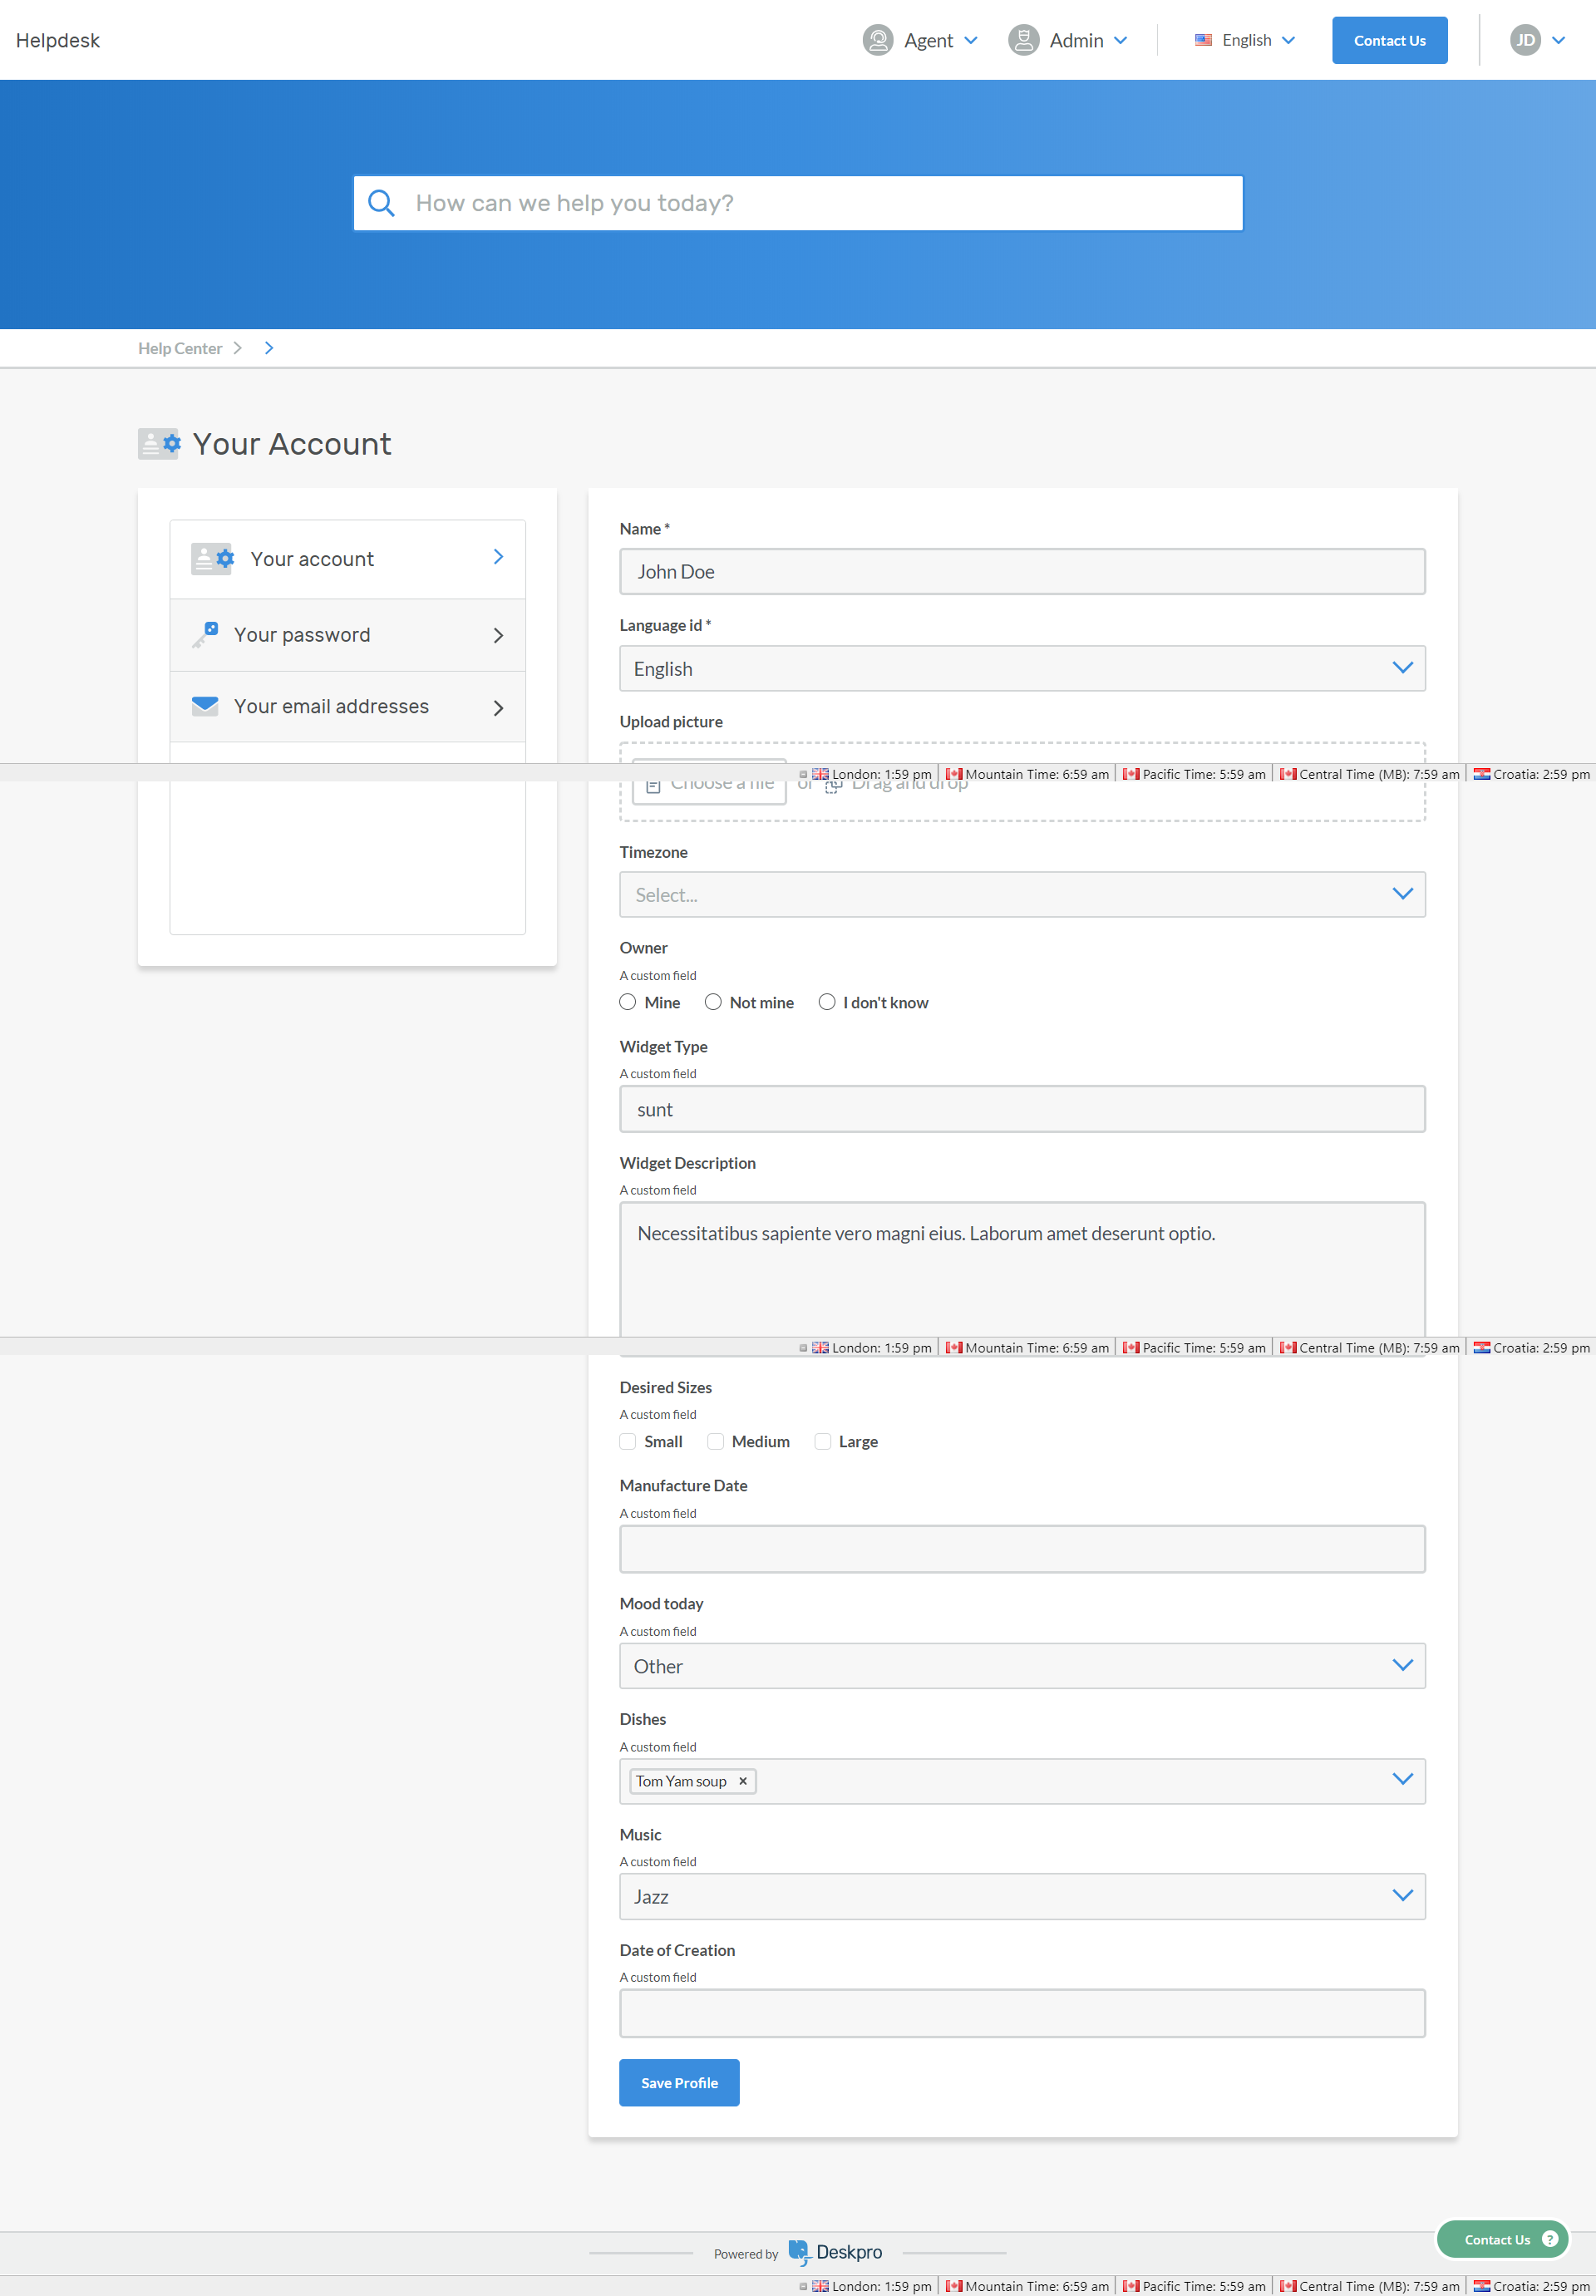 Helpdesk
Agent
Admin
English
Contact Us
JD
How can we help you today?
Help Center
Your Account
Your account
Your password
Your email addresses
Name *
John Doe
Language id *
English
Upload picture
London: 1:59 pm Mountain Time: 6:59 am Pacific Time: 5:59 am Central Time (MB): 7:59 am Croatia: 2:59 pm
Choose a file or Drag and drop
Timezone
Select...
Owner
A custom field
Mine Not mine I don't know
Widget Type
A custom field
sunt
Widget Description
A custom field
Necessitatibus sapiente vero magni eius. Laborum amet deserunt optio.
London: 1:59 pm Mountain Time: 6:59 am Pacific Time: 5:59 am Central Time (MB): 7:59 am Croatia: 2:59 pm
Desired Sizes
A custom field
Small Medium Large
Manufacture Date
A custom field
Mood today
A custom field
Other
Dishes
A custom field
Tom Yam soup ×
Music
A custom field
Jazz
Date of Creation
A custom field
Save Profile
Contact Us ?
Powered by Deskpro
London: 1:59 pm Mountain Time: 6:59 am Pacific Time: 5:59 am Central Time (MB): 7:59 am Croatia: 2:59 pm